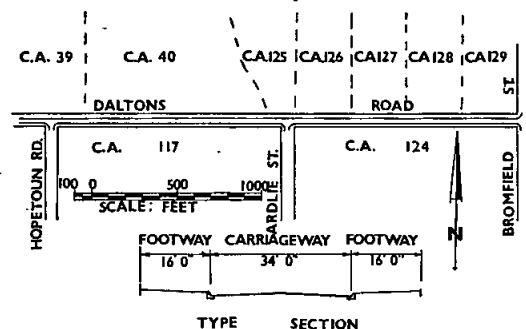 C.A. 39 C.A. 40 C.A.125 C.A.126 C.A.127 C.A.128 C.A.129
DALTONS ROAD
ST.
BROMFIELD
HOPETOUN RD.
C.A. 117
ARDLIE ST.
C.A. 124
100 0 500 1000
SCALE: FEET
N
FOOTWAY CARRIAGEWAY FOOTWAY
16' 0" 34' 0" 16' 0"
TYPE SECTION